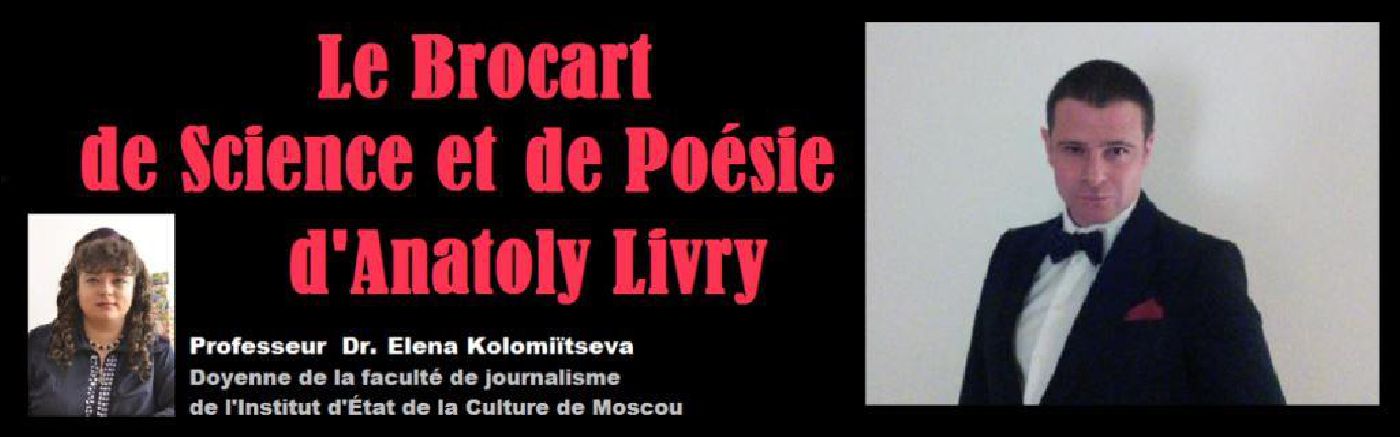 Le Brocart
de Science et de Poésie
d'Anatoly Livry
Professeur Dr. Elena Kolomiïtseva
Doyenne de la faculté de journalisme
de l'Institut d'État de la Culture de Moscou